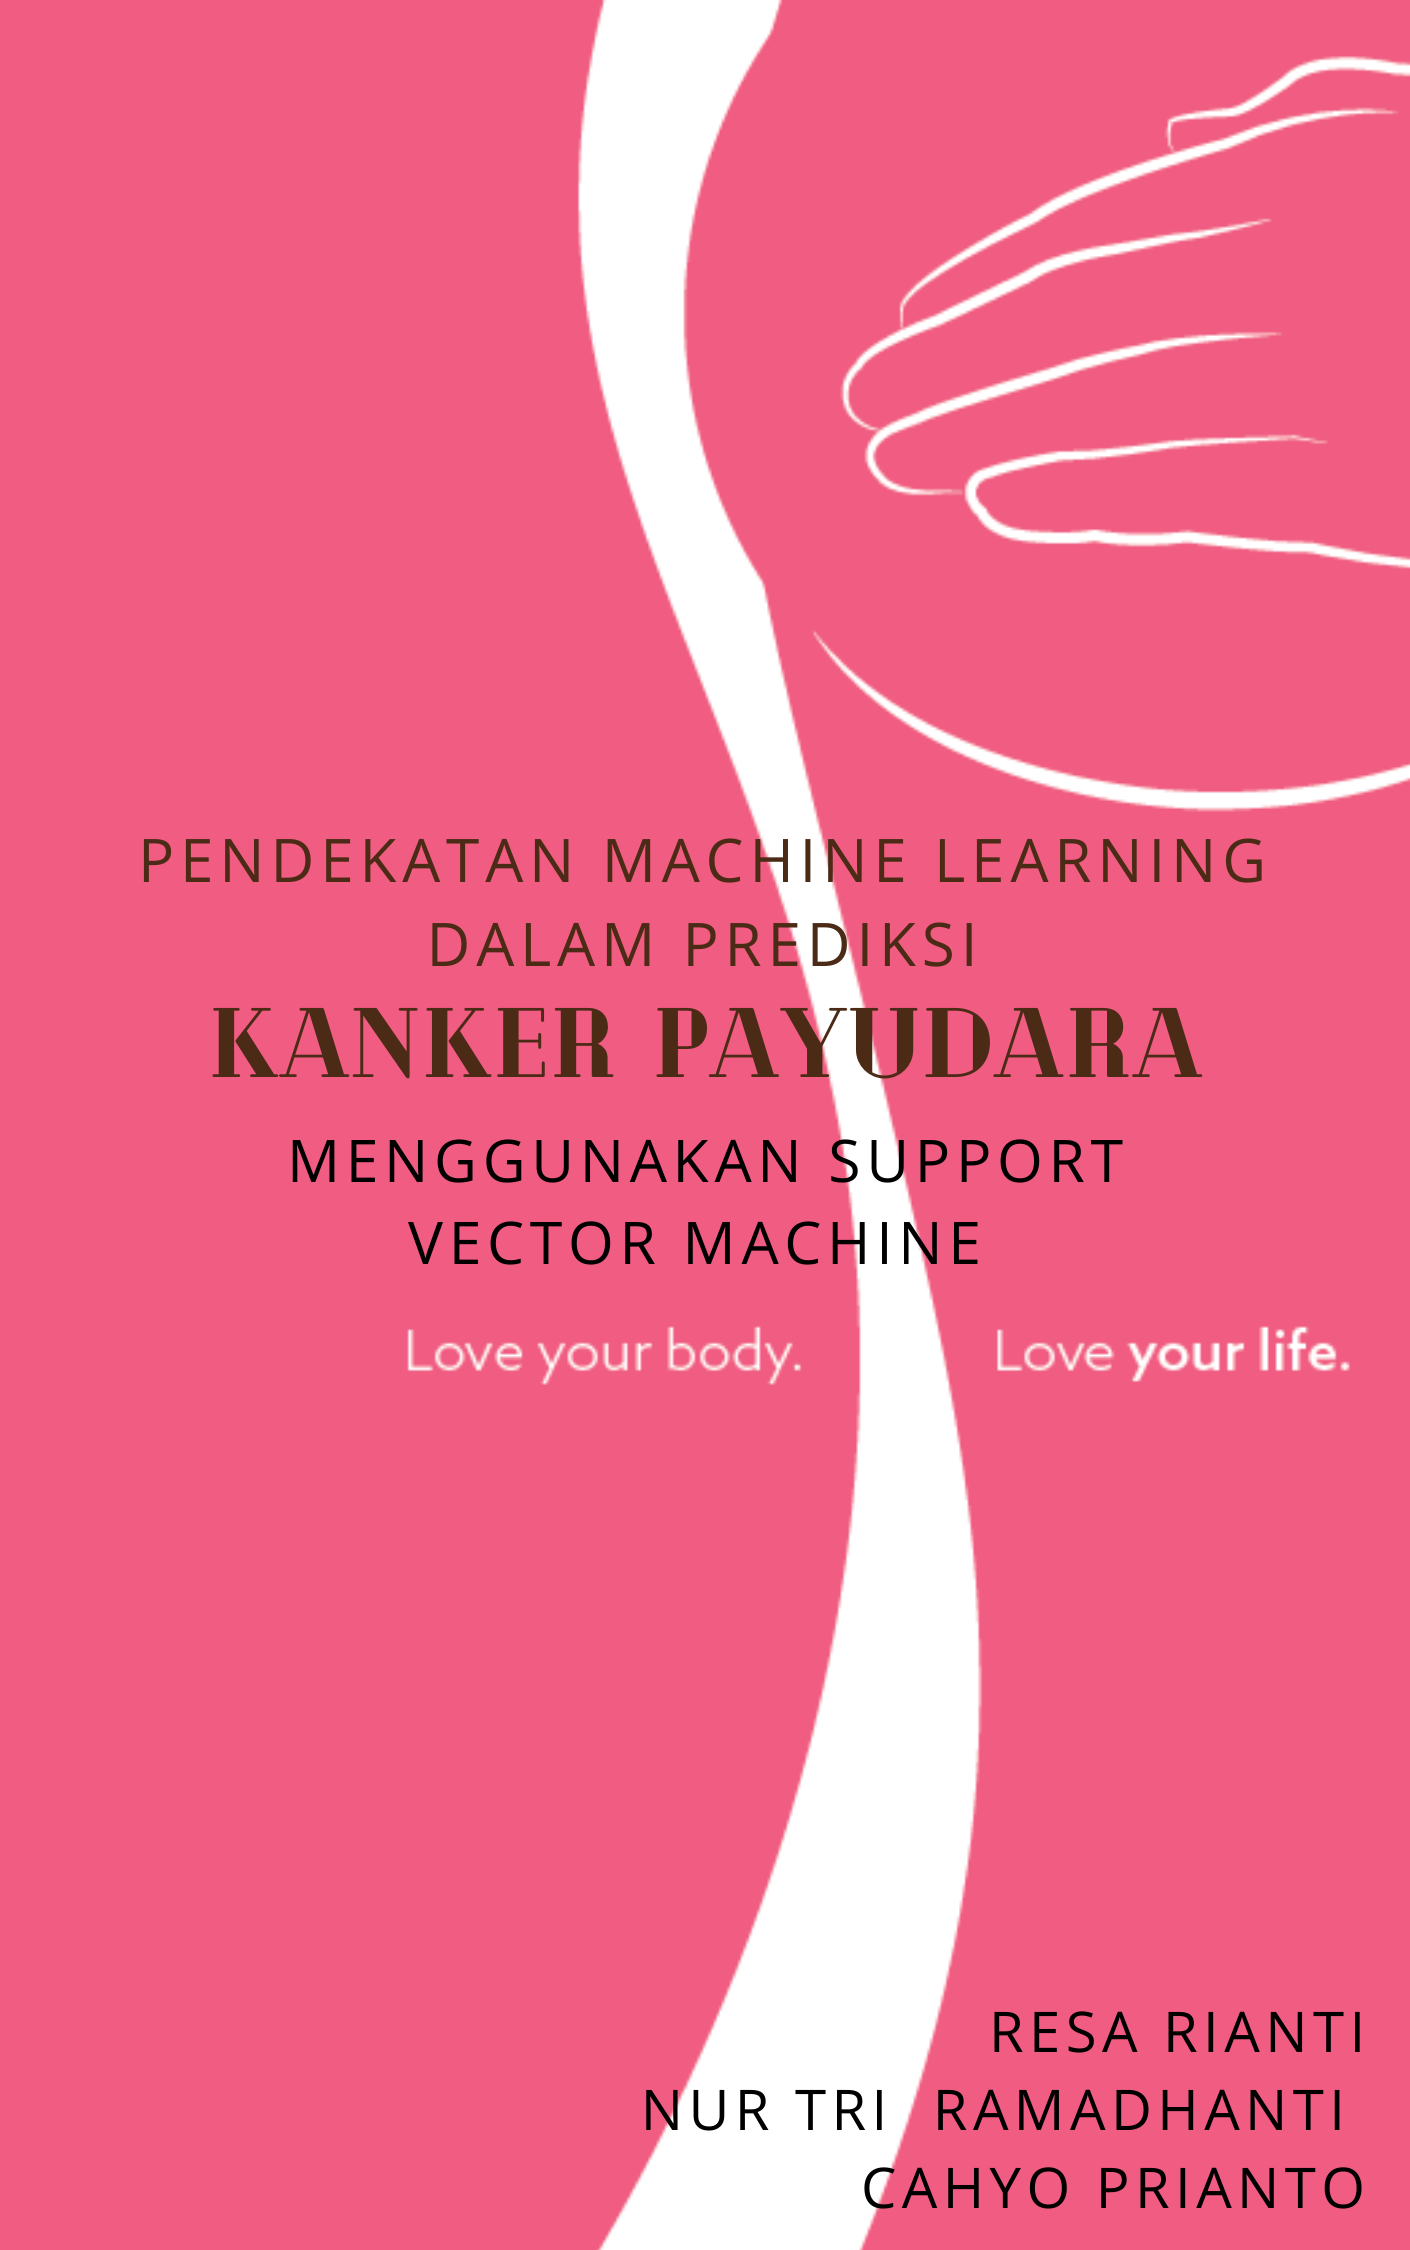 PENDEKATAN MACHINE LEARNING
DALAM PREDIKSI
KANKER PAYUDARA
MENGGUNAKAN SUPPORT
VECTOR MACHINE
Love your body. Love your life.
RESA RIANTI
NUR TRI RAMADHANTI
CAHYO PRIANTO